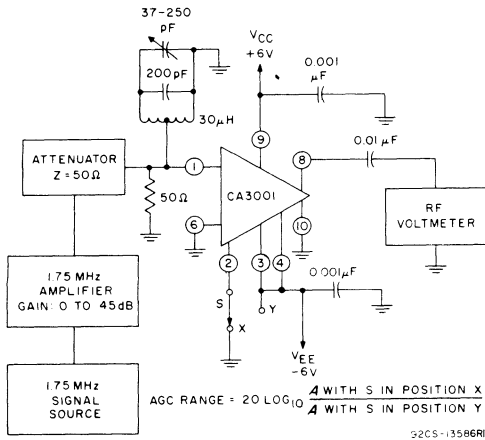 37-250
pF
200pF
30μH
VCC
+6V
0.001
μF
0.01 μF
ATTENUATOR
Z = 50Ω
50Ω
1
9
8
CA3001
6
10
2
3
4
RF
VOLTMETER
0.001μF
S
X
Y
VEE
-6V
1.75 MHz
AMPLIFIER
GAIN: 0 TO 45dB
1.75 MHz
SIGNAL
SOURCE
AGC RANGE = 20 LOG10 A WITH S IN POSITION X
A WITH S IN POSITION Y
92CS-13586R1